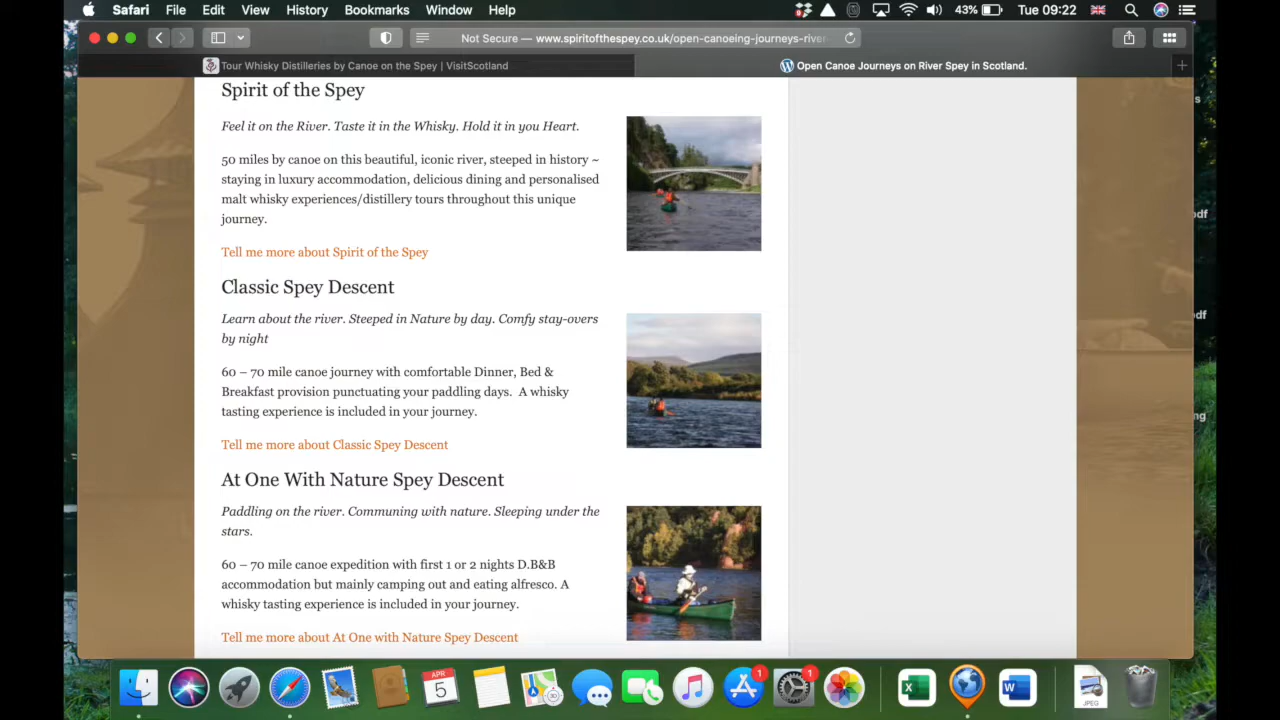 Safari File Edit View History Bookmarks Window Help 43% Tue 09:22
Not Secure — www.spiritofthespey.co.uk/open-canoeing-journeys-river-
Tour Whisky Distilleries by Canoe on the Spey | VisitScotland
Open Canoe Journeys on River Spey in Scotland.
Spirit of the Spey
Feel it on the River. Taste it in the Whisky. Hold it in you Heart.
50 miles by canoe on this beautiful, iconic river, steeped in history ~
staying in luxury accommodation, delicious dining and personalised
malt whisky experiences/distillery tours throughout this unique
journey.
Tell me more about Spirit of the Spey
Classic Spey Descent
Learn about the river. Steeped in Nature by day. Comfy stay-overs
by night
60 – 70 mile canoe journey with comfortable Dinner, Bed &
Breakfast provision punctuating your paddling days. A whisky
tasting experience is included in your journey.
Tell me more about Classic Spey Descent
At One With Nature Spey Descent
Paddling on the river. Communing with nature. Sleeping under the
stars.
60 – 70 mile canoe expedition with first 1 or 2 nights D.B&B
accommodation but mainly camping out and eating alfresco. A
whisky tasting experience is included in your journey.
Tell me more about At One with Nature Spey Descent
APR
5
1
1
X
W
JPEG